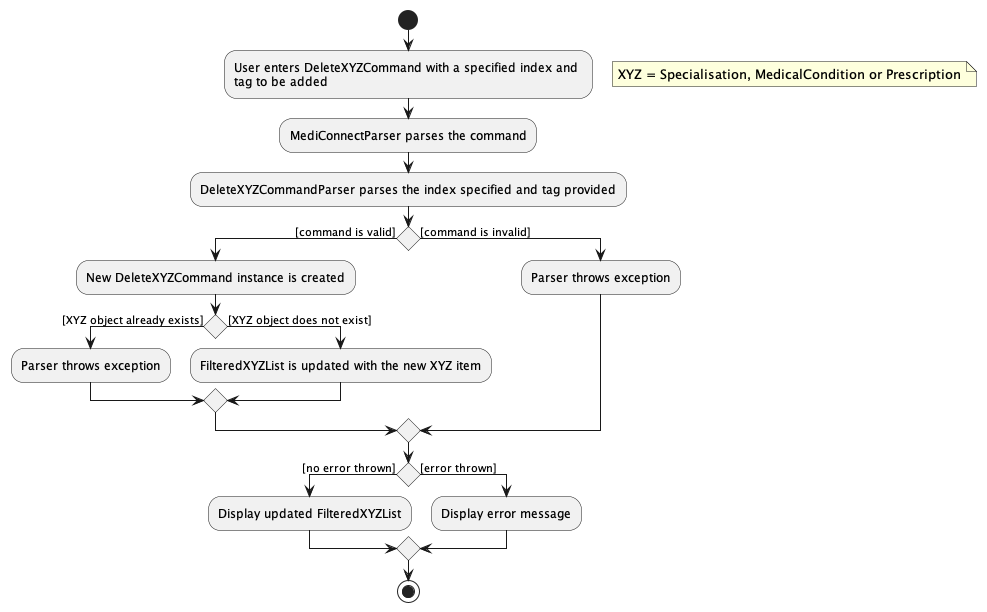 User enters DeleteXYZCommand with a specified index and
tag to be added
XYZ = Specialisation, MedicalCondition or Prescription
MediConnectParser parses the command
DeleteXYZCommandParser parses the index specified and tag provided
[command is valid]
[command is invalid]
New DeleteXYZCommand instance is created
Parser throws exception
[XYZ object already exists]
[XYZ object does not exist]
Parser throws exception
FilteredXYZList is updated with the new XYZ item
[no error thrown]
[error thrown]
Display updated FilteredXYZList
Display error message